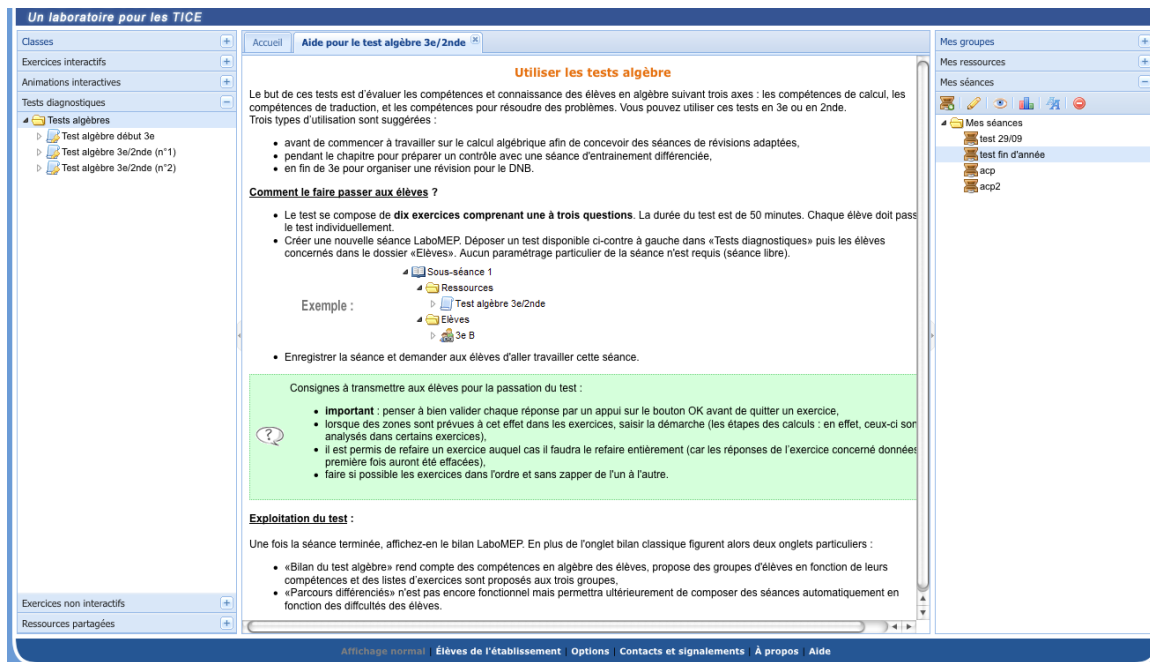 Un laboratoire pour les TICE
Classes
Exercices interactifs
Animations interactives
Tests diagnostiques
Tests algèbres
Test algèbre début 3e
Test algèbre 3e/2nde (n°1)
Test algèbre 3e/2nde (n°2)
Exercices non interactifs
Ressources partagées
Accueil
Aide pour le test algèbre 3e/2nde
Utiliser les tests algèbre
Le but de ces tests est d'évaluer les compétences et connaissance des élèves en algèbre suivant trois axes : les compétences de calcul, les
compétences de traduction, et les compétences pour résoudre des problèmes. Vous pouvez utiliser ces tests en 3e ou en 2nde.
Trois types d'utilisation sont suggérées :
• avant de commencer à travailler sur le calcul algébrique afin de concevoir des séances de révisions adaptées,
• pendant le chapitre pour préparer un contrôle avec une séance d'entrainement différenciée,
• en fin de 3e pour organiser une révision pour le DNB.
Comment le faire passer aux élèves ?
• Le test se compose de dix exercices comprenant une à trois questions. La durée du test est de 50 minutes. Chaque élève doit pass
le test individuellement.
• Créer une nouvelle séance LaboMEP. Déposer un test disponible ci-contre à gauche dans «Tests diagnostiques» puis les élèves
concernés dans le dossier «Elèves». Aucun paramétrage particulier de la séance n'est requis (séance libre).
Exemple :
Sous-séance 1
Ressources
Test algèbre 3e/2nde
Elèves
3e B
• Enregistrer la séance et demander aux élèves d'aller travailler cette séance.
Consignes à transmettre aux élèves pour la passation du test :
• important : penser à bien valider chaque réponse par un appui sur le bouton OK avant de quitter un exercice,
• lorsque des zones sont prévues à cet effet dans les exercices, saisir la démarche (les étapes des calculs : en effet, ceux-ci son
analysés dans certains exercices),
• il est permis de refaire un exercice auquel cas il faudra le refaire entièrement (car les réponses de l'exercice concerné données
première fois auront été effacées),
• faire si possible les exercices dans l'ordre et sans zapper de l'un à l'autre.
Exploitation du test :
Une fois la séance terminée, affichez-en le bilan LaboMEP. En plus de l'onglet bilan classique figurent alors deux onglets particuliers :
• «Bilan du test algèbre» rend compte des compétences en algèbre des élèves, propose des groupes d'élèves en fonction de leurs
compétences et des listes d'exercices sont proposés aux trois groupes,
• «Parcours différenciés» n'est pas encore fonctionnel mais permettra ultérieurement de composer des séances automatiquement en
fonction des diffcultés des élèves.
Mes groupes
Mes ressources
Mes séances
Mes séances
test 29/09
test fin d'année
acp
acp2
Affichage normal | Élèves de l'établissement | Options | Contacts et signalements | À propos | Aide